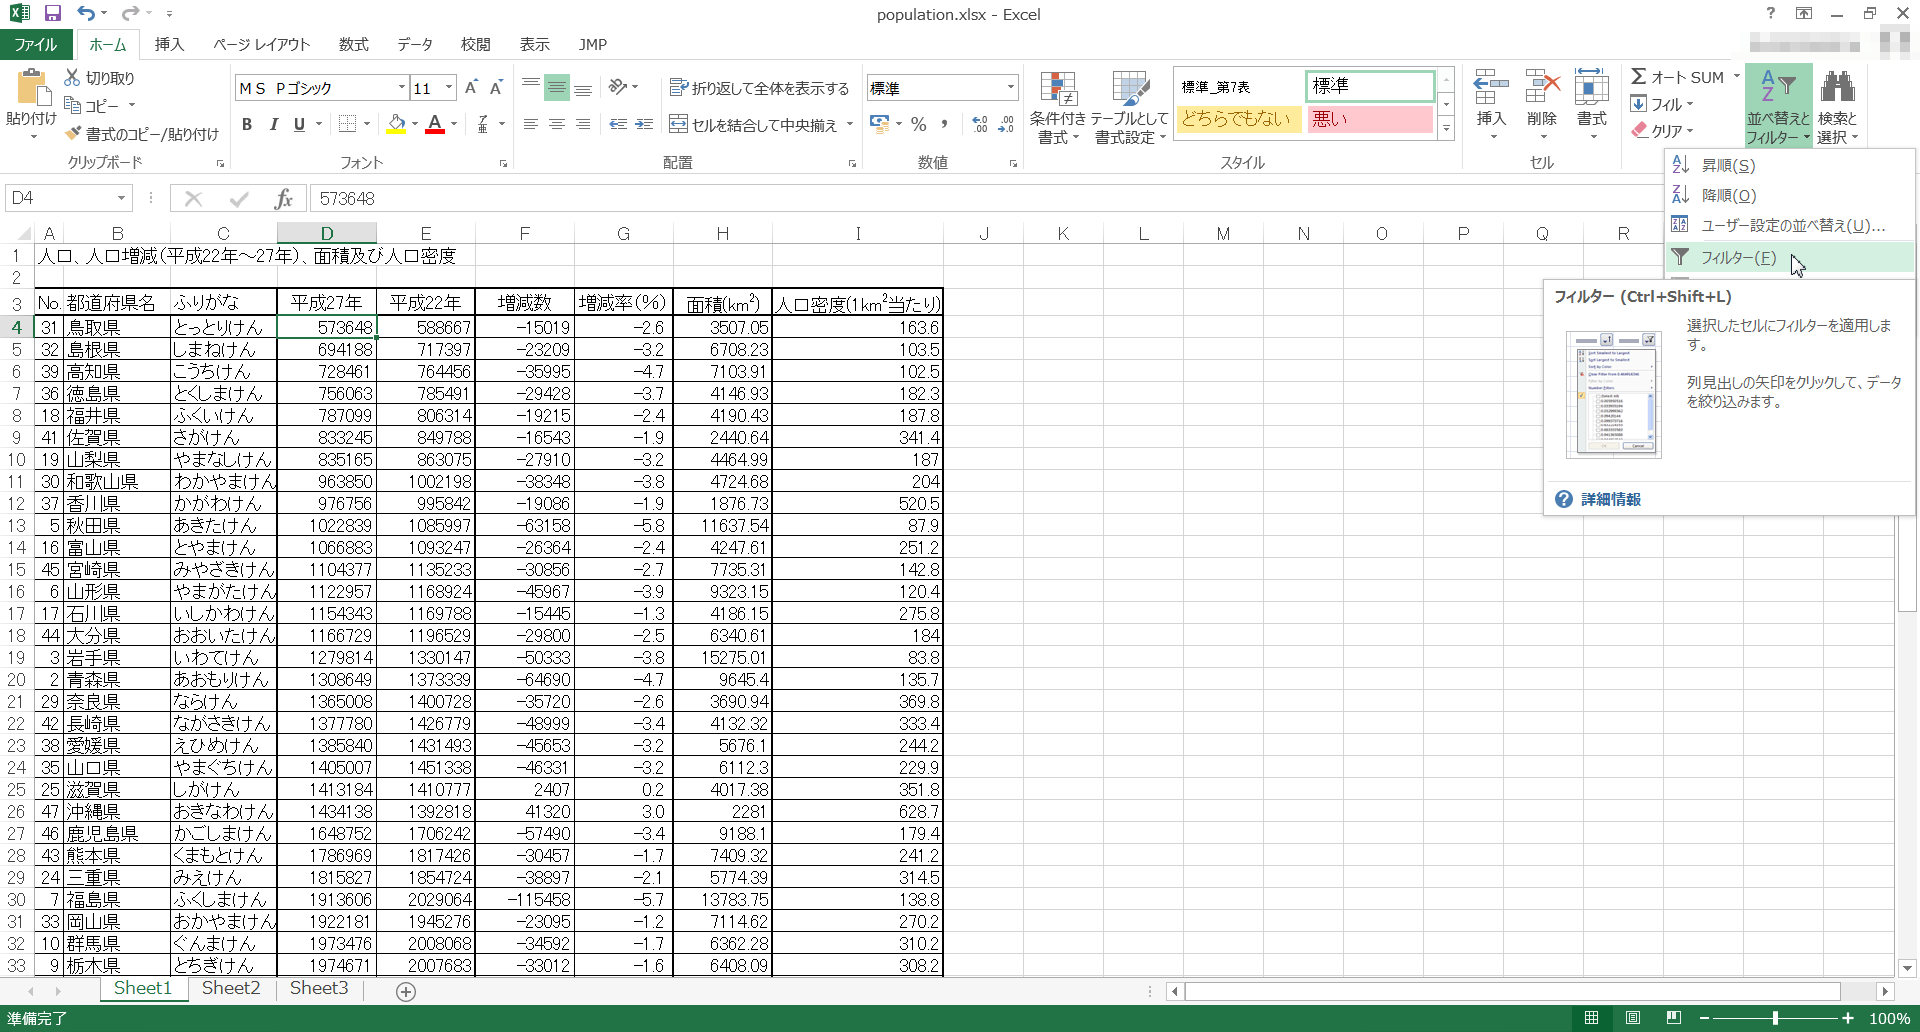 population.xlsx - Excel
ファイル ホーム 挿入 ページ レイアウト 数式 データ 校閲 表示 JMP
貼り付け 切り取り コピー 書式のコピー/貼り付け クリップボード
ＭＳ Ｐゴシック 11 B I U フォント
折り返して全体を表示する セルを結合して中央揃え 配置
標準 % 数値
条件付き書式 テーブルとして書式設定 標準_第7表 標準 どちらでもない 悪い スタイル
挿入 削除 書式 セル
オート SUM フィル クリア 並べ替えとフィルター 検索と選択
昇順(S)
降順(O)
ユーザー設定の並べ替え(U)...
フィルター(F)
フィルター (Ctrl+Shift+L)
選択したセルにフィルターを適用します。
列見出しの矢印をクリックして、データを絞り込みます。
詳細情報
D4 fx 573648
A B C D E F G H I J K L M N O P Q R
1 人口、人口増減（平成22年～27年）、面積及び人口密度
2
3 No. 都道府県名 ふりがな 平成27年 平成22年 増減数 増減率（％） 面積(km²) 人口密度(1km²当たり)
4 31 鳥取県 とっとりけん 573648 588667 -15019 -2.6 3507.05 163.6
5 32 島根県 しまねけん 694188 717397 -23209 -3.2 6708.23 103.5
6 39 高知県 こうちけん 728461 764456 -35995 -4.7 7103.91 102.5
7 36 徳島県 とくしまけん 756063 785491 -29428 -3.7 4146.93 182.3
8 18 福井県 ふくいけん 787099 806314 -19215 -2.4 4190.43 187.8
9 41 佐賀県 さがけん 833245 849788 -16543 -1.9 2440.64 341.4
10 19 山梨県 やまなしけん 835165 863075 -27910 -3.2 4464.99 187
11 30 和歌山県 わかやまけん 963850 1002198 -38348 -3.8 4724.68 204
12 37 香川県 かがわけん 976756 995842 -19086 -1.9 1876.73 520.5
13 5 秋田県 あきたけん 1022839 1085997 -63158 -5.8 11637.54 87.9
14 16 富山県 とやまけん 1066883 1093247 -26364 -2.4 4247.61 251.2
15 45 宮崎県 みやざきけん 1104377 1135233 -30856 -2.7 7735.31 142.8
16 6 山形県 やまがたけん 1122957 1168924 -45967 -3.9 9323.15 120.4
17 17 石川県 いしかわけん 1154343 1169788 -15445 -1.3 4186.15 275.8
18 44 大分県 おおいたけん 1166729 1196529 -29800 -2.5 6340.61 184
19 3 岩手県 いわてけん 1279814 1330147 -50333 -3.8 15275.01 83.8
20 2 青森県 あおもりけん 1308649 1373339 -64690 -4.7 9645.4 135.7
21 29 奈良県 ならけん 1365008 1400728 -35720 -2.6 3690.94 369.8
22 42 長崎県 ながさきけん 1377780 1426779 -48999 -3.4 4132.32 333.4
23 38 愛媛県 えひめけん 1385840 1431493 -45653 -3.2 5676.1 244.2
24 35 山口県 やまぐちけん 1405007 1451338 -46331 -3.2 6112.3 229.9
25 25 滋賀県 しがけん 1413184 1410777 2407 0.2 4017.38 351.8
26 47 沖縄県 おきなわけん 1434138 1392818 41320 3.0 2281 628.7
27 46 鹿児島県 かごしまけん 1648752 1706242 -57490 -3.4 9188.1 179.4
28 43 熊本県 くまもとけん 1786969 1817426 -30457 -1.7 7409.32 241.2
29 24 三重県 みえけん 1815827 1854724 -38897 -2.1 5774.39 314.5
30 7 福島県 ふくしまけん 1913606 2029064 -115458 -5.7 13783.75 138.8
31 33 岡山県 おかやまけん 1922181 1945276 -23095 -1.2 7114.62 270.2
32 10 群馬県 ぐんまけん 1973476 2008068 -34592 -1.7 6362.28 310.2
33 9 栃木県 とちぎけん 1974671 2007683 -33012 -1.6 6408.09 308.2
Sheet1 Sheet2 Sheet3
準備完了 100%